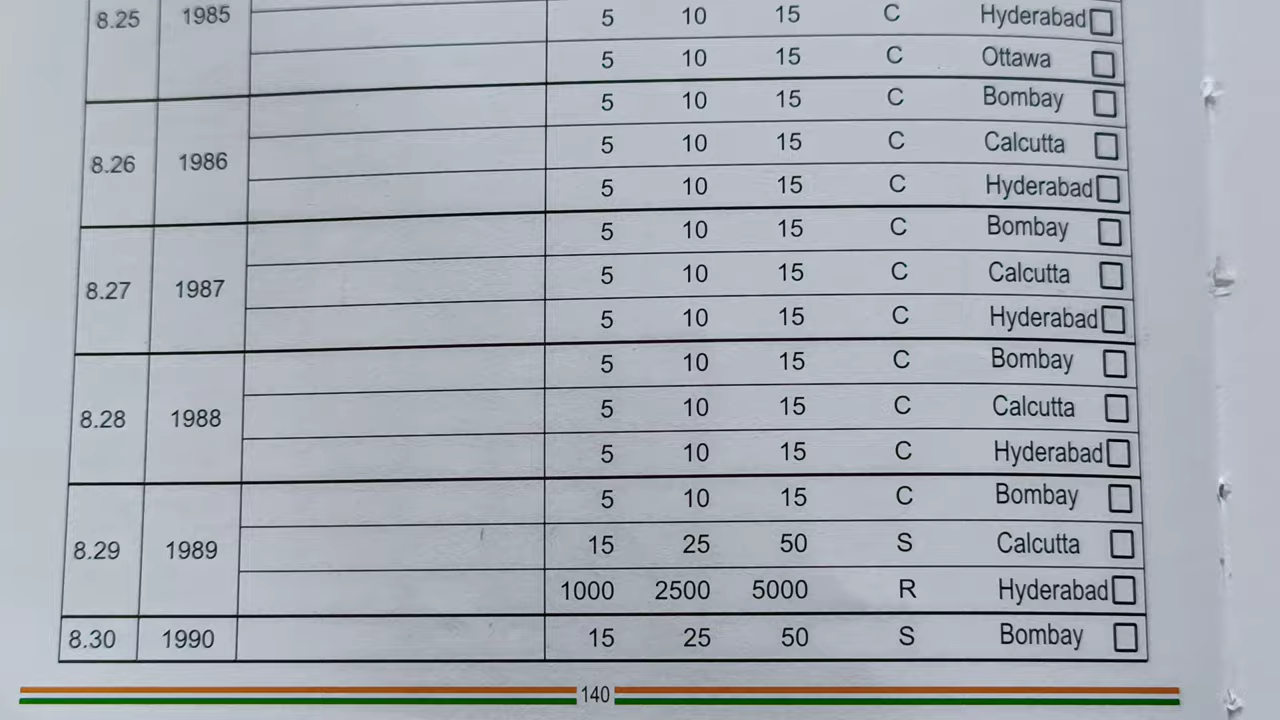 8.25 1985 5 10 15 C Hyderabad
5 10 15 C Ottawa
5 10 15 C Bombay
8.26 1986 5 10 15 C Calcutta
5 10 15 C Hyderabad
5 10 15 C Bombay
8.27 1987 5 10 15 C Calcutta
5 10 15 C Hyderabad
5 10 15 C Bombay
8.28 1988 5 10 15 C Calcutta
5 10 15 C Hyderabad
5 10 15 C Bombay
8.29 1989 15 25 50 S Calcutta
1000 2500 5000 R Hyderabad
8.30 1990 15 25 50 S Bombay
140